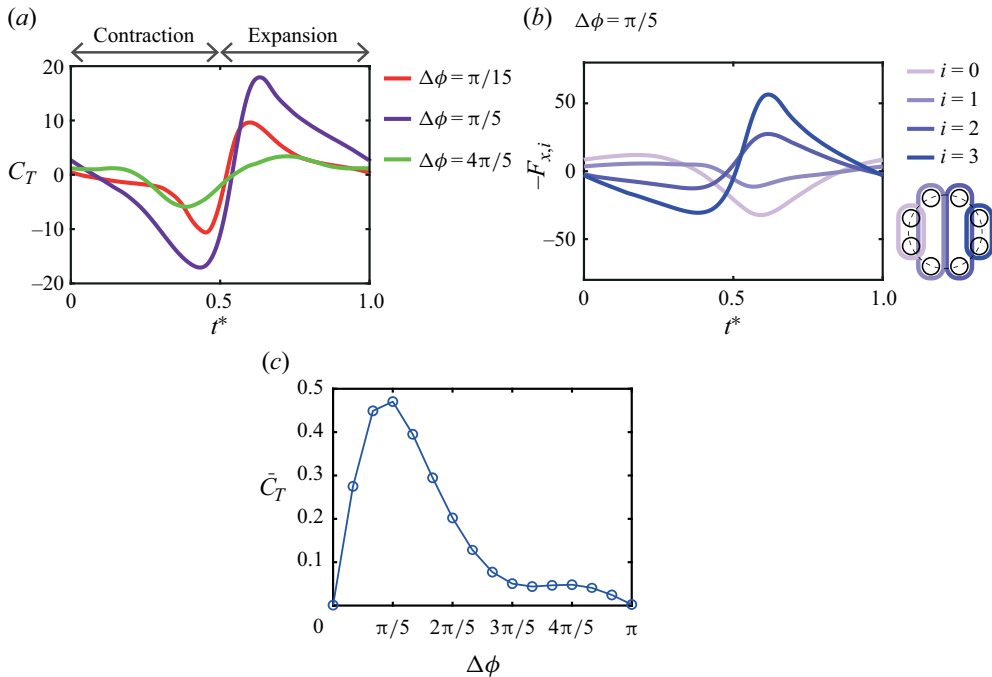 (a)
Contraction Expansion
20
10
0
−10
−20
C_T
0 0.5 1.0
t*
Δφ = π/15
Δφ = π/5
Δφ = 4π/5
(b) Δφ = π/5
50
0
−50
−F_{x,i}
0 0.5 1.0
t*
i = 0
i = 1
i = 2
i = 3
(c)
0.5
0.4
0.3
0.2
0.1
0
C̄_T
π/5 2π/5 3π/5 4π/5 π
Δφ